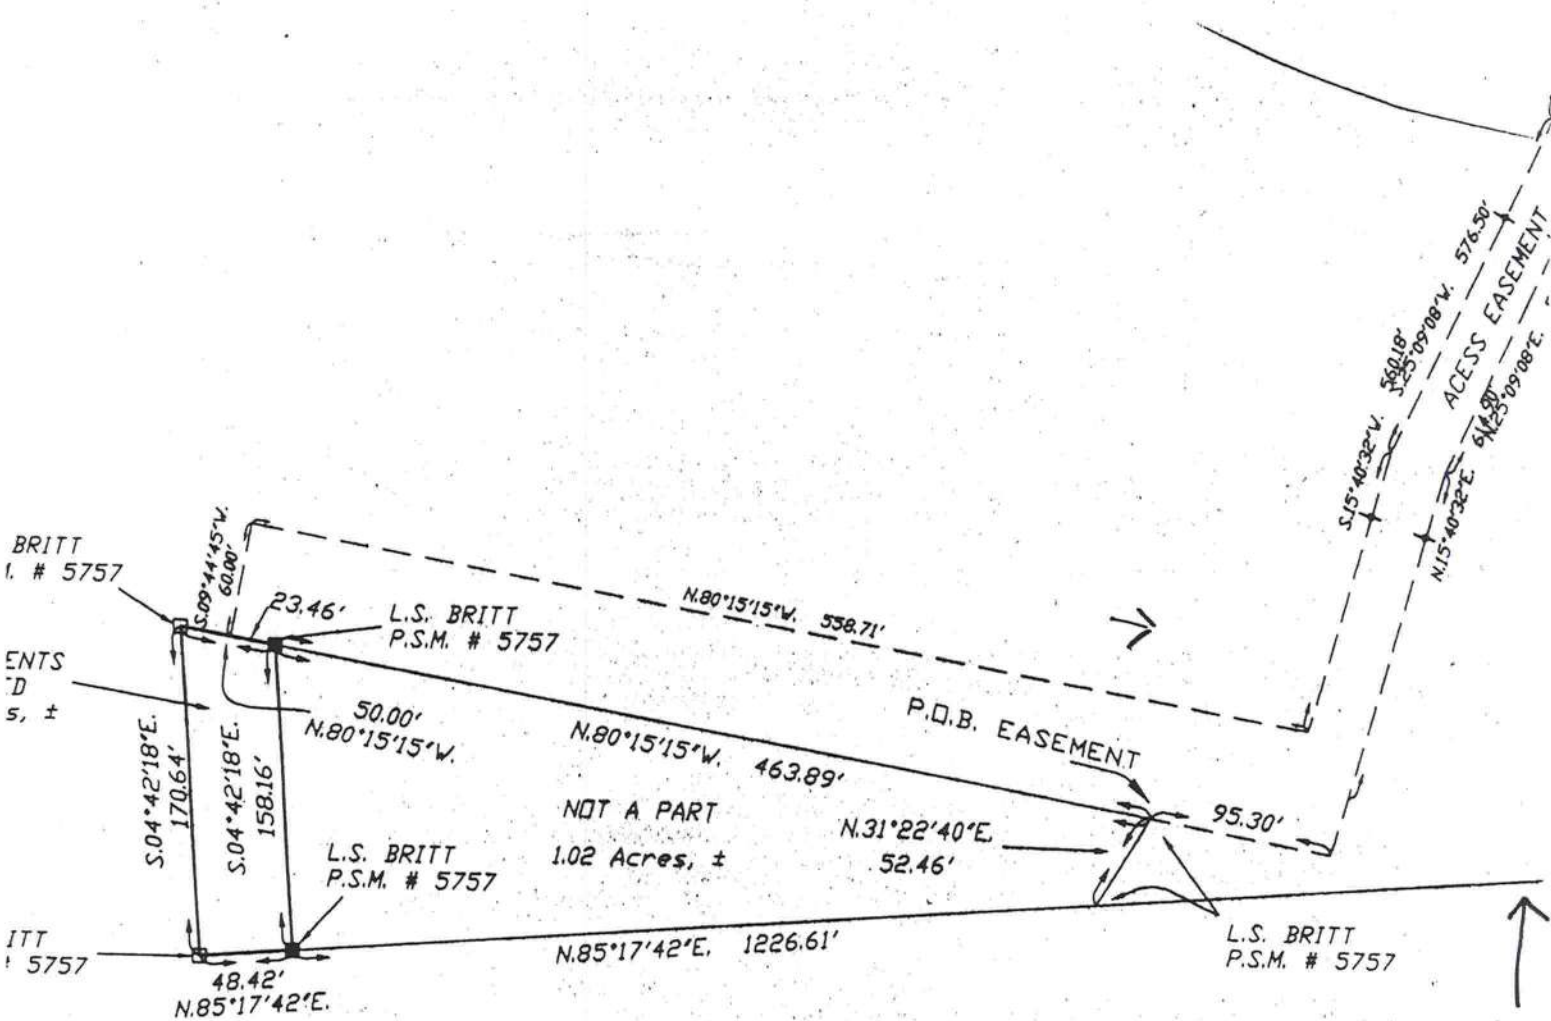 576.50'
S.25°09'08"W.
560.18'
S.15°40'32"W.
ACESS EASEMENT
N.25°09'08"E.
N.15°40'32"E.
BRITT
# 5757
S.09°44'45"W.
60.00'
23.46'
L.S. BRITT
P.S.M. # 5757
N.80°15'15"W. 558.71'
ENTS
S, ±
50.00'
N.80°15'15"W.
P.O.B. EASEMENT
N.80°15'15"W. 463.89'
S.04°42'18"E.
170.64'
S.04°42'18"E.
158.16'
NOT A PART
1.02 Acres, ±
N.31°22'40"E.
52.46'
95.30'
L.S. BRITT
P.S.M. # 5757
ITT
5757
48.42'
N.85°17'42"E.
N.85°17'42"E. 1226.61'
L.S. BRITT
P.S.M. # 5757